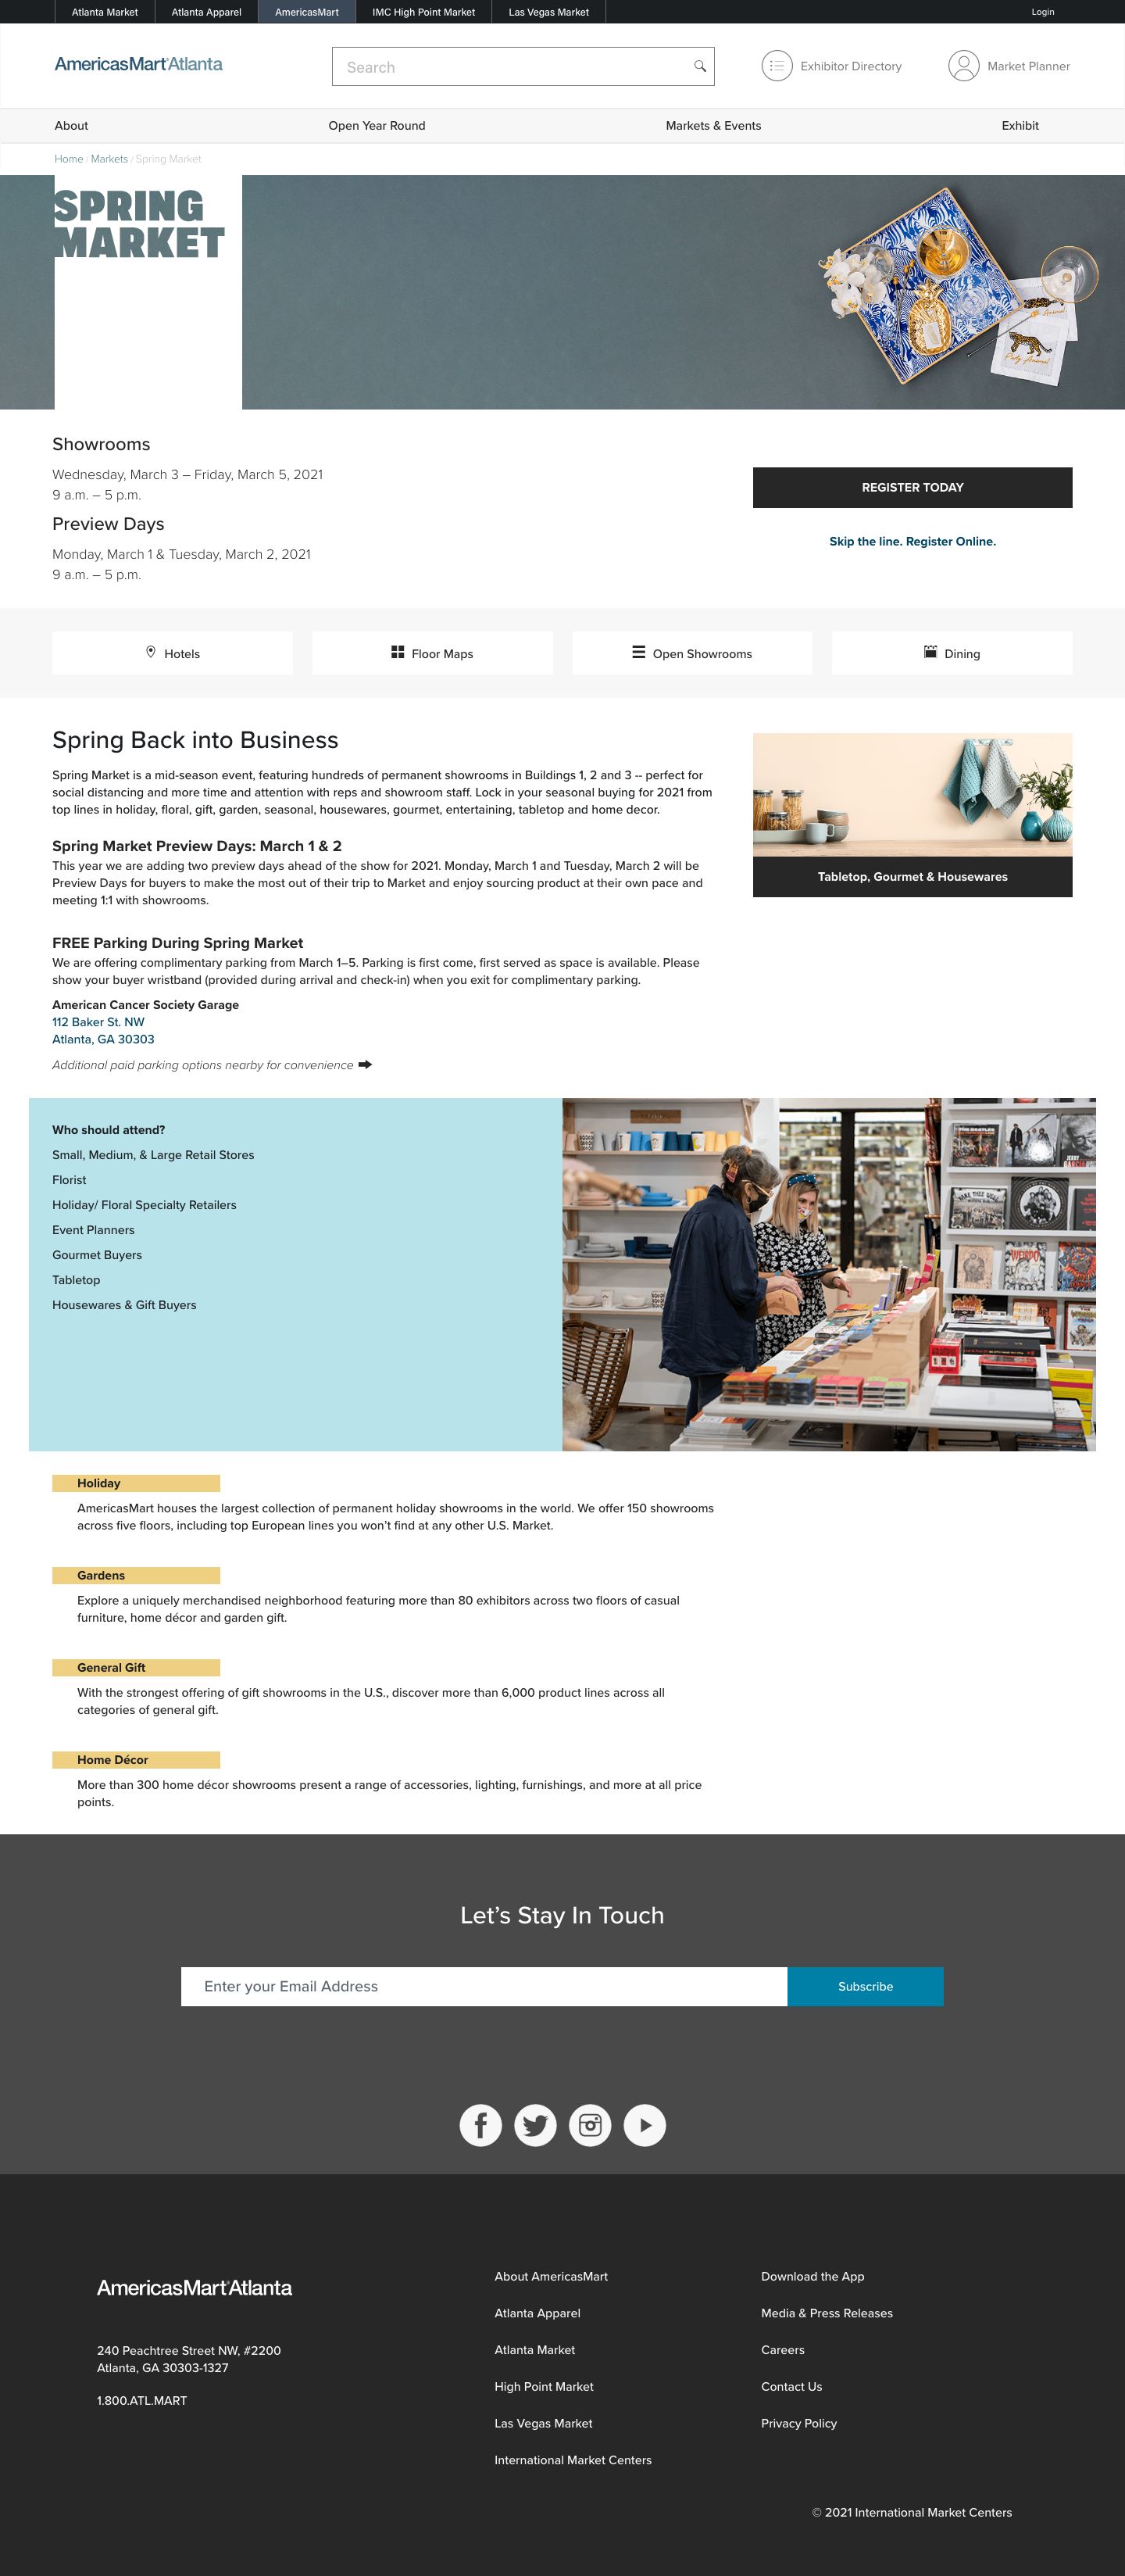 Atlanta Market
Atlanta Apparel
AmericasMart
IMC High Point Market
Las Vegas Market
Login
AmericasMart Atlanta
Search
Exhibitor Directory
Market Planner
About
Open Year Round
Markets & Events
Exhibit
Home / Markets / Spring Market
SPRING
MARKET
Party Animal
Showrooms
Wednesday, March 3 – Friday, March 5, 2021
9 a.m. – 5 p.m.
Preview Days
Monday, March 1 & Tuesday, March 2, 2021
9 a.m. – 5 p.m.
REGISTER TODAY
Skip the line. Register Online.
Hotels
Floor Maps
Open Showrooms
Dining
Spring Back into Business
Spring Market is a mid-season event, featuring hundreds of permanent showrooms in Buildings 1, 2 and 3 -- perfect for
social distancing and more time and attention with reps and showroom staff. Lock in your seasonal buying for 2021 from
top lines in holiday, floral, gift, garden, seasonal, housewares, gourmet, entertaining, tabletop and home decor.
Spring Market Preview Days: March 1 & 2
This year we are adding two preview days ahead of the show for 2021. Monday, March 1 and Tuesday, March 2 will be
Preview Days for buyers to make the most out of their trip to Market and enjoy sourcing product at their own pace and
meeting 1:1 with showrooms.
Tabletop, Gourmet & Housewares
FREE Parking During Spring Market
We are offering complimentary parking from March 1–5. Parking is first come, first served as space is available. Please
show your buyer wristband (provided during arrival and check-in) when you exit for complimentary parking.
American Cancer Society Garage
112 Baker St. NW
Atlanta, GA 30303
Additional paid parking options nearby for convenience
Who should attend?
Small, Medium, & Large Retail Stores
Florist
Holiday/ Floral Specialty Retailers
Event Planners
Gourmet Buyers
Tabletop
Housewares & Gift Buyers
THE BEATLES
JERRY
WEIRDO
Holiday
AmericasMart houses the largest collection of permanent holiday showrooms in the world. We offer 150 showrooms
across five floors, including top European lines you won't find at any other U.S. Market.
Gardens
Explore a uniquely merchandised neighborhood featuring more than 80 exhibitors across two floors of casual
furniture, home décor and garden gift.
General Gift
With the strongest offering of gift showrooms in the U.S., discover more than 6,000 product lines across all
categories of general gift.
Home Décor
More than 300 home décor showrooms present a range of accessories, lighting, furnishings, and more at all price
points.
Let's Stay In Touch
Enter your Email Address
Subscribe
AmericasMart Atlanta
240 Peachtree Street NW, #2200
Atlanta, GA 30303-1327
1.800.ATL.MART
About AmericasMart
Atlanta Apparel
Atlanta Market
High Point Market
Las Vegas Market
International Market Centers
Download the App
Media & Press Releases
Careers
Contact Us
Privacy Policy
© 2021 International Market Centers